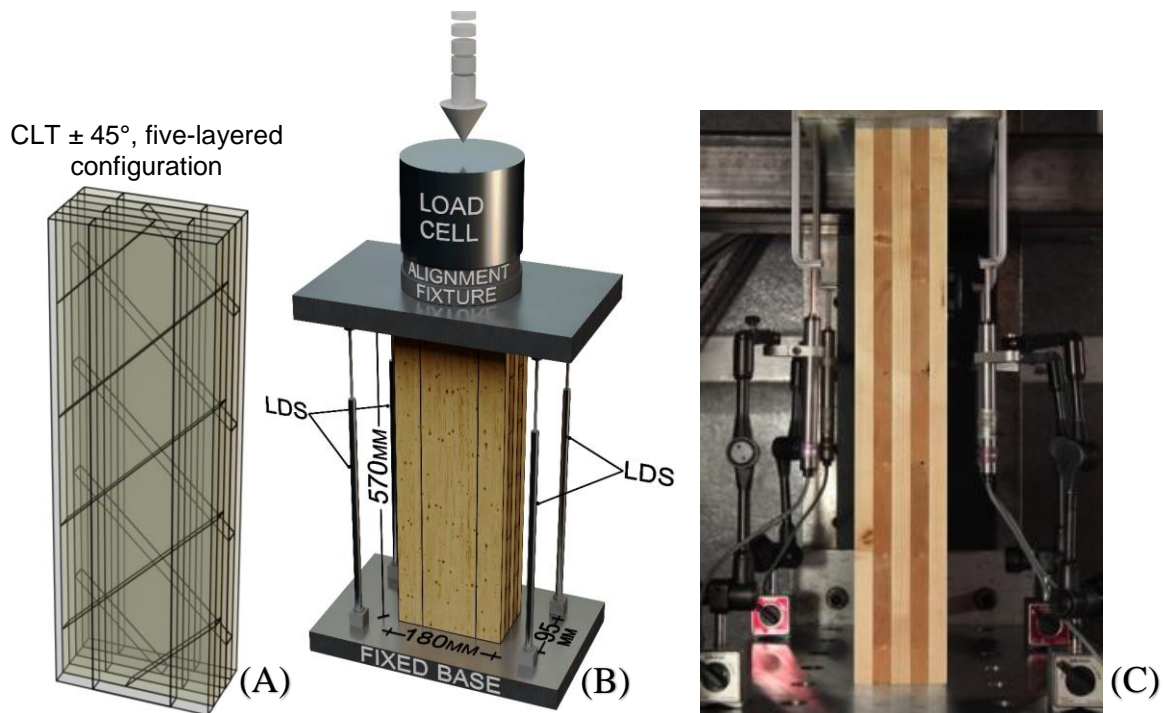 CLT ± 45°, five-layered
configuration
(A)
LOAD
CELL
ALIGNMENT
FIXTURE
LDS
LDS
570MM
180MM
95
MM
FIXED BASE
(B)
(C)